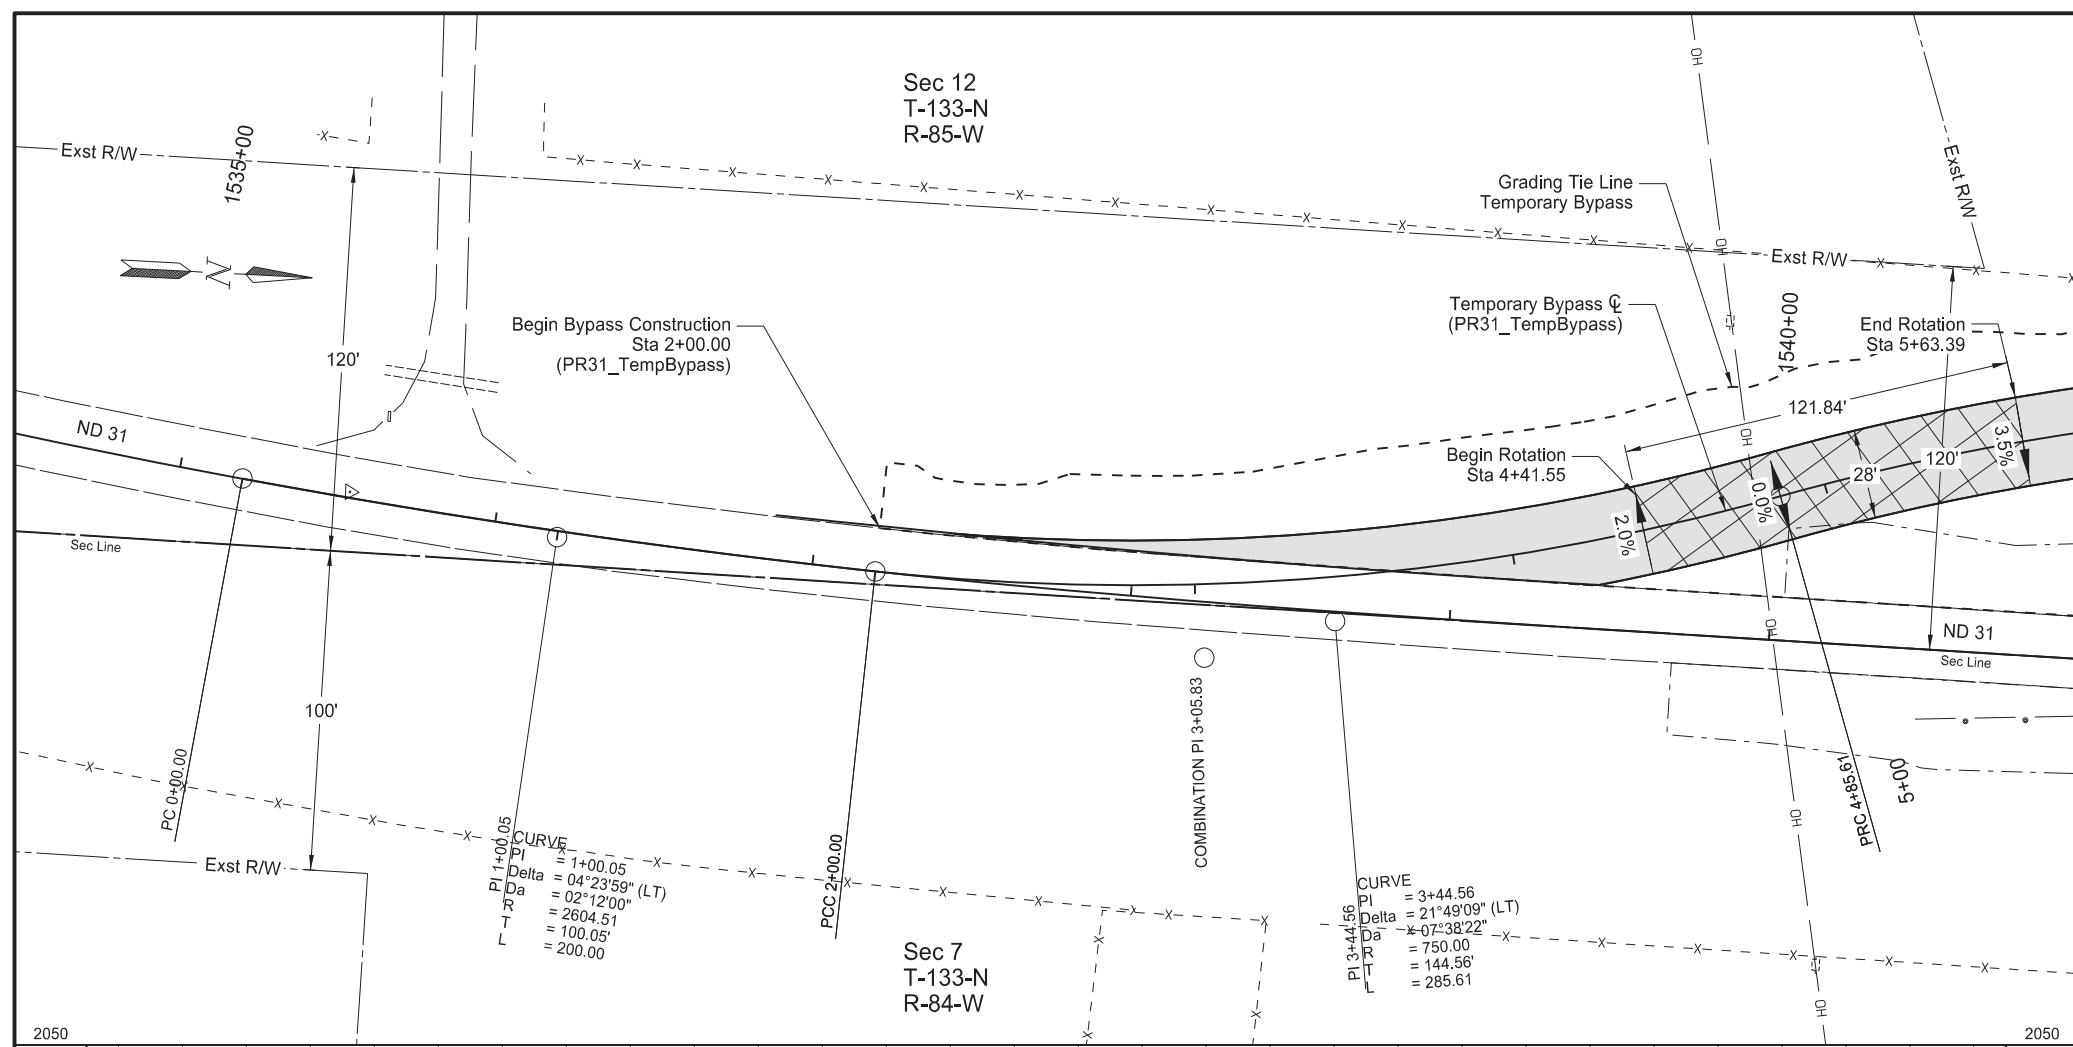 Sec 12
T-133-N
R-85-W
Exst R/W
1535+00
Grading Tie Line
Temporary Bypass
Exst R/W
Exst R/W
OH
OH
OH
OH
OH
OH
N
120'
Begin Bypass Construction
Sta 2+00.00
(PR31_TempBypass)
Temporary Bypass ℄
(PR31_TempBypass)
1540+00
End Rotation
Sta 5+63.39
121.84'
ND 31
Begin Rotation
Sta 4+41.55
2.0%
0.0%
28'
120'
3.5%
Sec Line
ND 31
Sec Line
100'
COMBINATION PI 3+05.83
PC 0+00.00
PI 1+00.05
CURVE
PI = 1+00.05
Delta = 04°23'59" (LT)
Da = 02°12'00"
R = 2604.51
T = 100.05'
L = 200.00
PCC 2+00.00
PI 3+44.56
CURVE
PI = 3+44.56
Delta = 21°49'09" (LT)
Da = 07°38'22"
R = 750.00
T = 144.56'
L = 285.61
PRC 4+85.61
5+00
Exst R/W
Sec 7
T-133-N
R-84-W
2050
2050